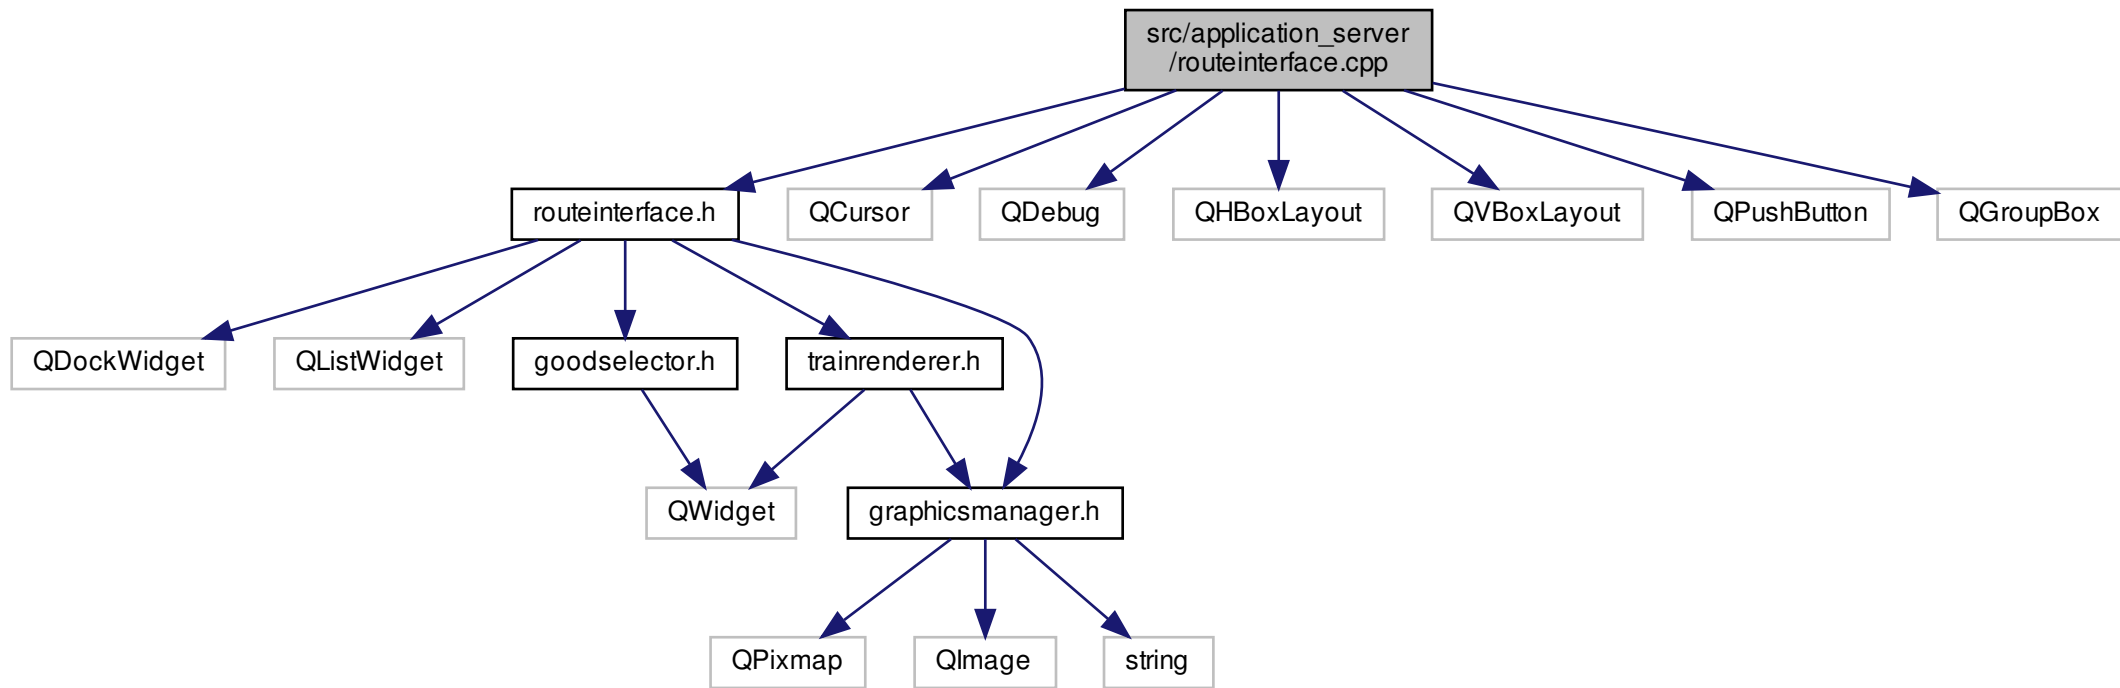 src/application_server
/routeinterface.cpp
routeinterface.h
QCursor
QDebug
QHBoxLayout
QVBoxLayout
QPushButton
QGroupBox
QDockWidget
QListWidget
goodselector.h
trainrenderer.h
QWidget
graphicsmanager.h
QPixmap
QImage
string